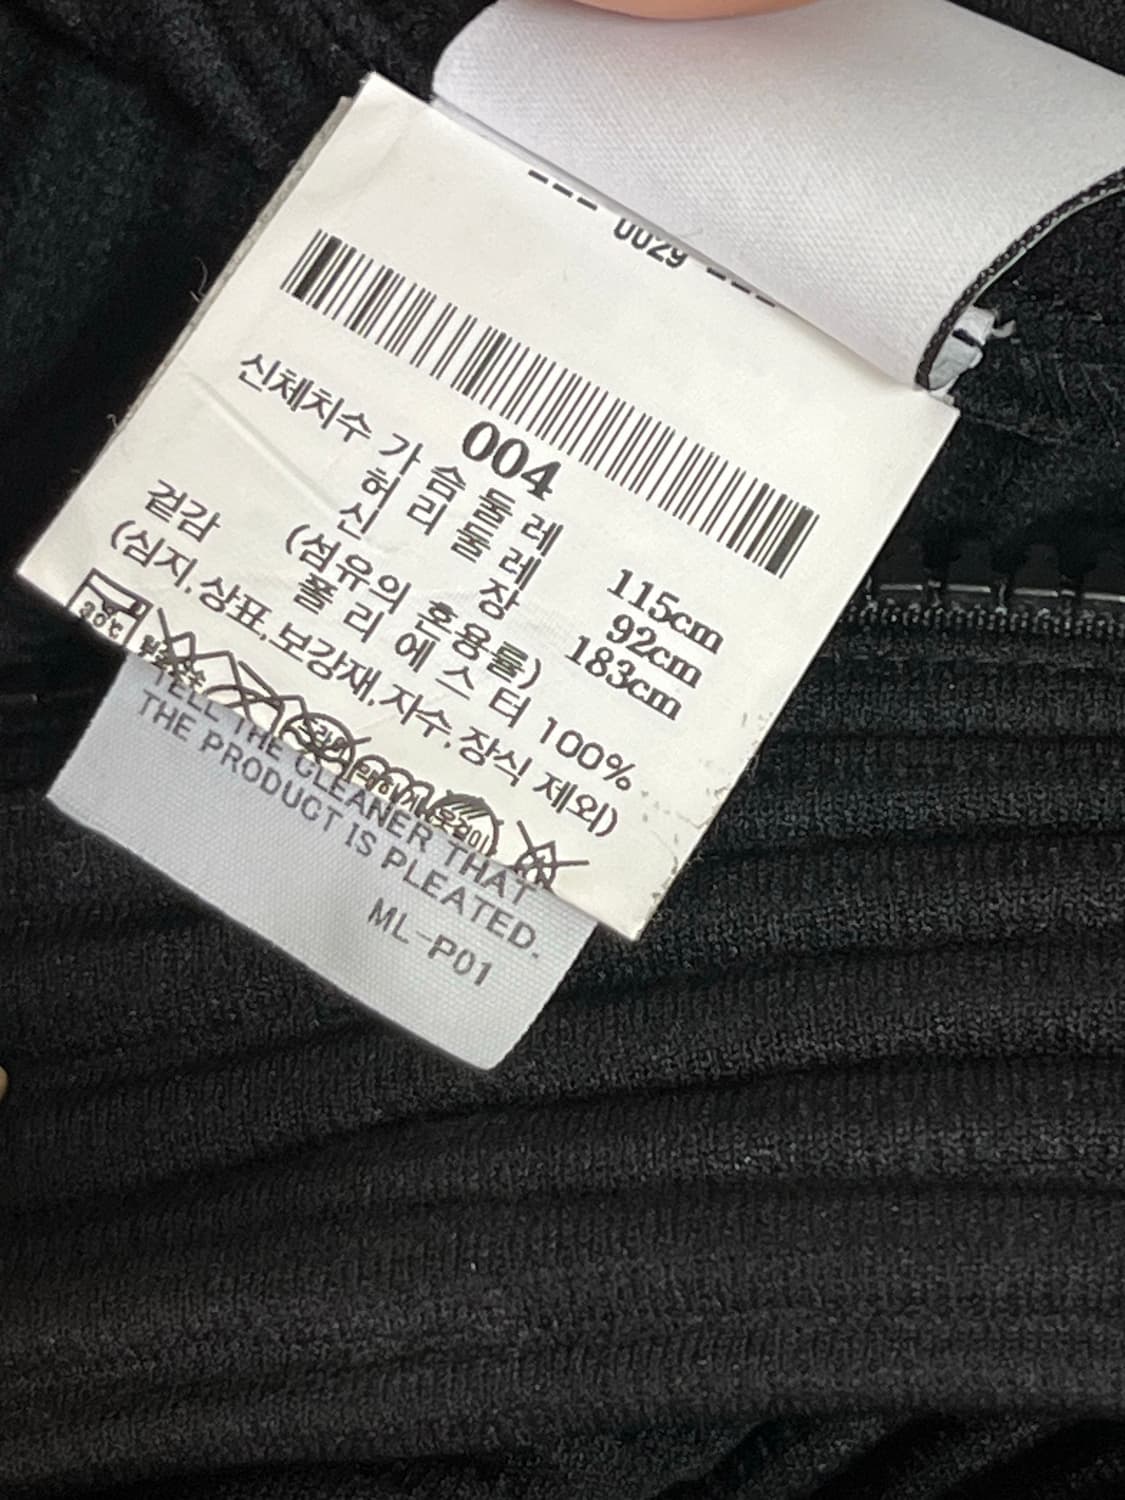 --- 0029 ---
004
신체치수 가 슴 둘 레 115cm
허 리 둘 레 92cm
신 장 183cm
(섬유의 혼용률)
겉감 폴 리 에 스 터 100%
(심지,상표,보강재,자수,장식 제외)
30℃
TELL THE CLEANER THAT
THE PRODUCT IS PLEATED.
ML-P01